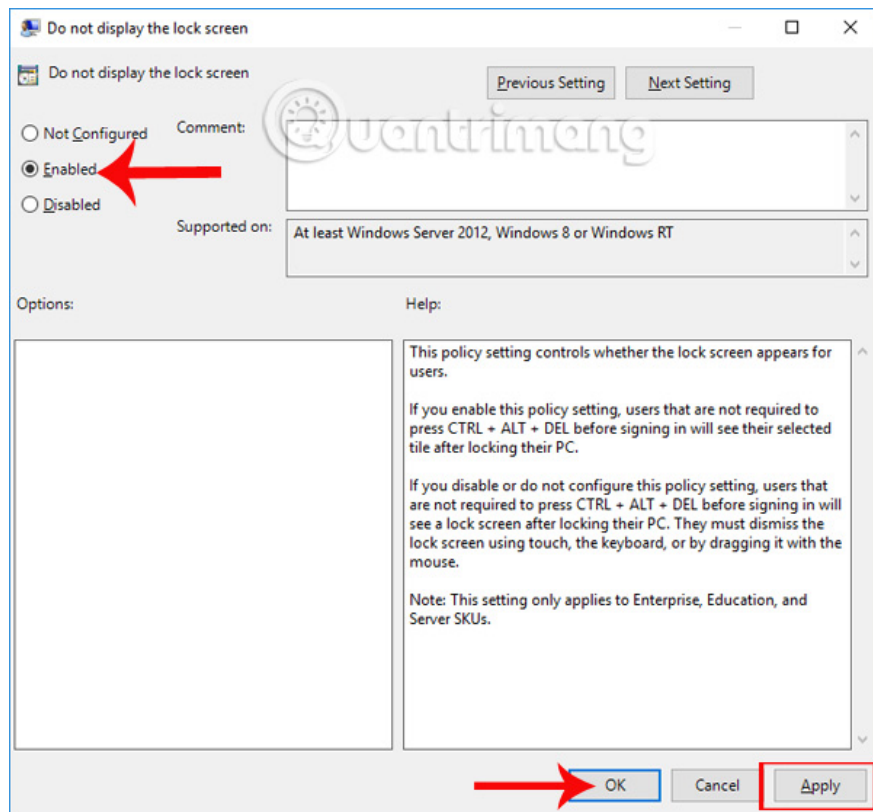 Do not display the lock screen
Do not display the lock screen
Previous Setting
Next Setting
Not Configured
Enabled
Disabled
Comment:
Quantrimang
Supported on:
At least Windows Server 2012, Windows 8 or Windows RT
Options:
Help:
This policy setting controls whether the lock screen appears for
users.
If you enable this policy setting, users that are not required to
press CTRL + ALT + DEL before signing in will see their selected
tile after locking their PC.
If you disable or do not configure this policy setting, users that
are not required to press CTRL + ALT + DEL before signing in will
see a lock screen after locking their PC. They must dismiss the
lock screen using touch, the keyboard, or by dragging it with the
mouse.
Note: This setting only applies to Enterprise, Education, and
Server SKUs.
OK
Cancel
Apply